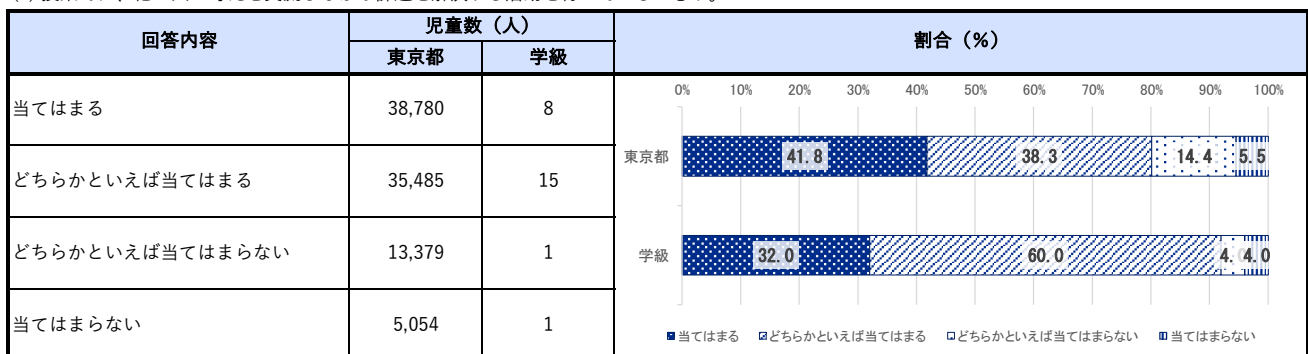 回答内容
児童数（人）
割合（%）
東京都
学級
当てはまる
38,780
8
どちらかといえば当てはまる
35,485
15
どちらかといえば当てはまらない
13,379
1
当てはまらない
5,054
1
0% 10% 20% 30% 40% 50% 60% 70% 80% 90% 100%
東京都 41.8 38.3 14.4 5.5
学級 32.0 60.0 4.0 4.0
当てはまる どちらかといえば当てはまる どちらかといえば当てはまらない 当てはまらない